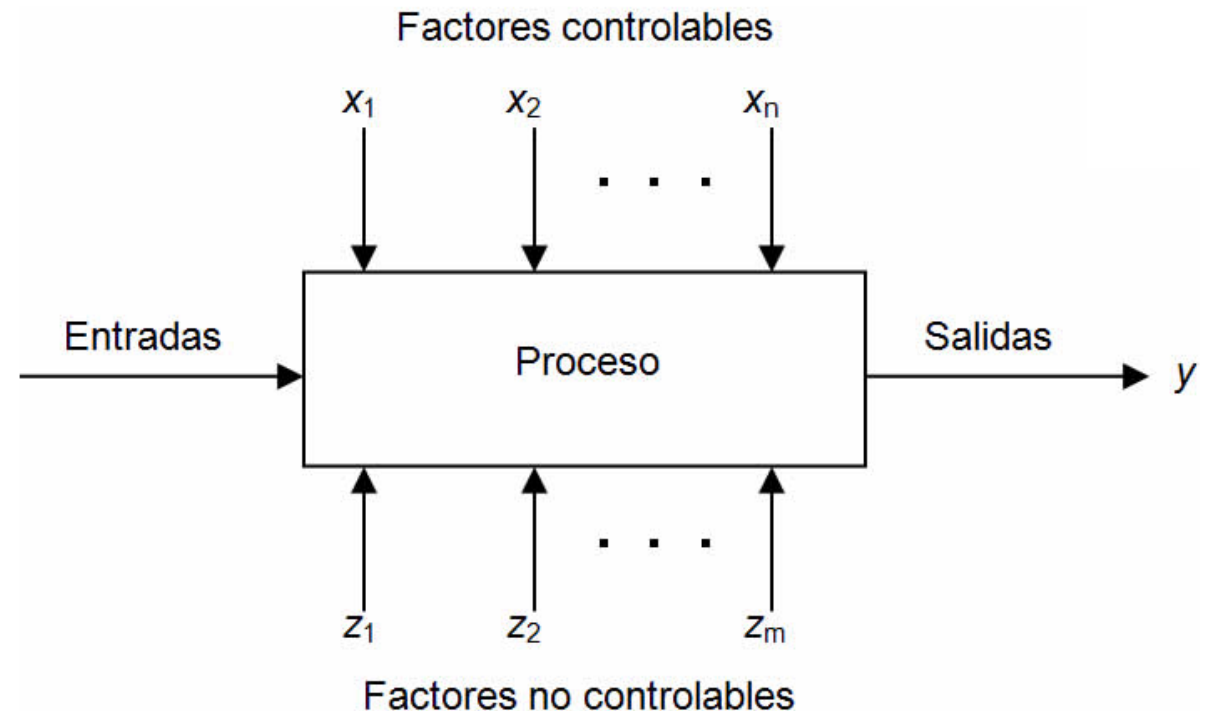 Factores controlables
x₁ x₂ xₙ
. . .
Entradas
Proceso
Salidas
y
. . .
z₁ z₂ zₘ
Factores no controlables